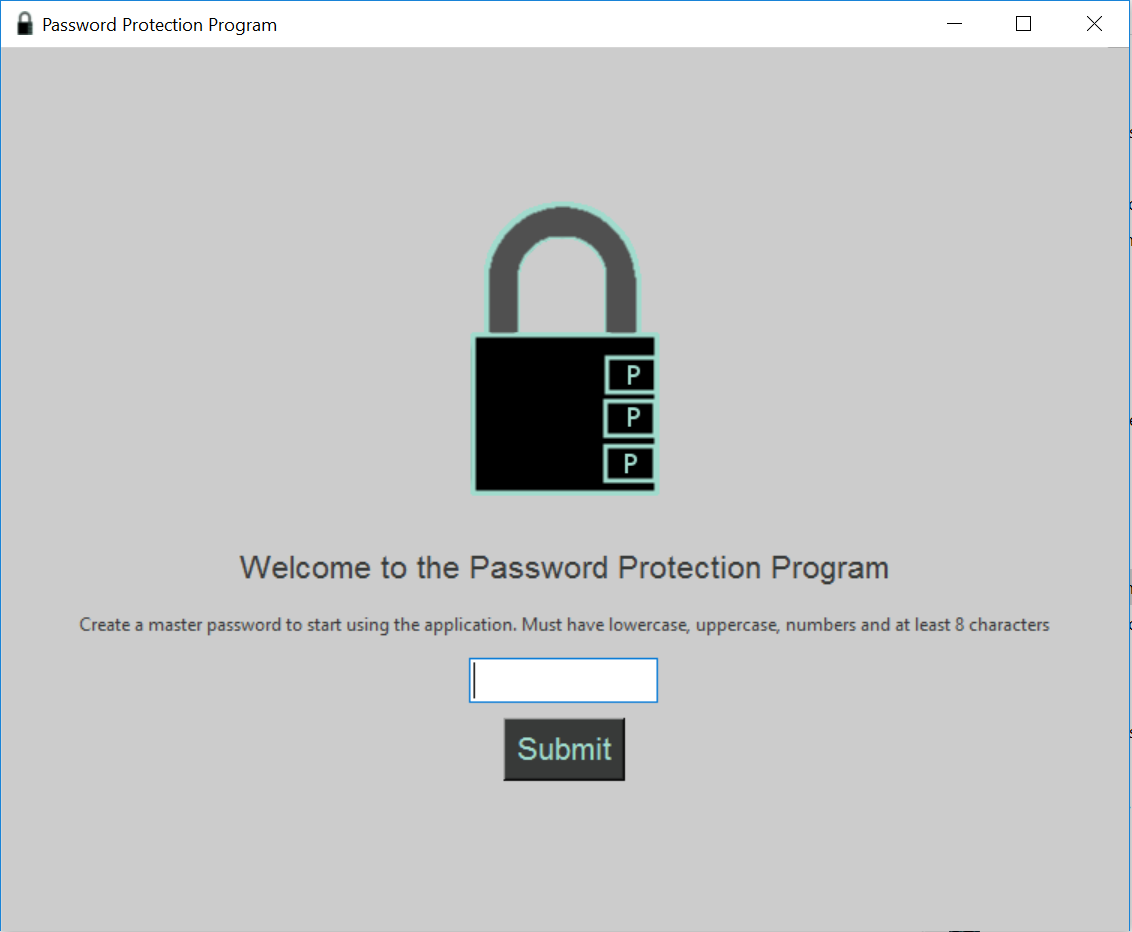 Password Protection Program
P
P
P
Welcome to the Password Protection Program
Create a master password to start using the application. Must have lowercase, uppercase, numbers and at least 8 characters
Submit